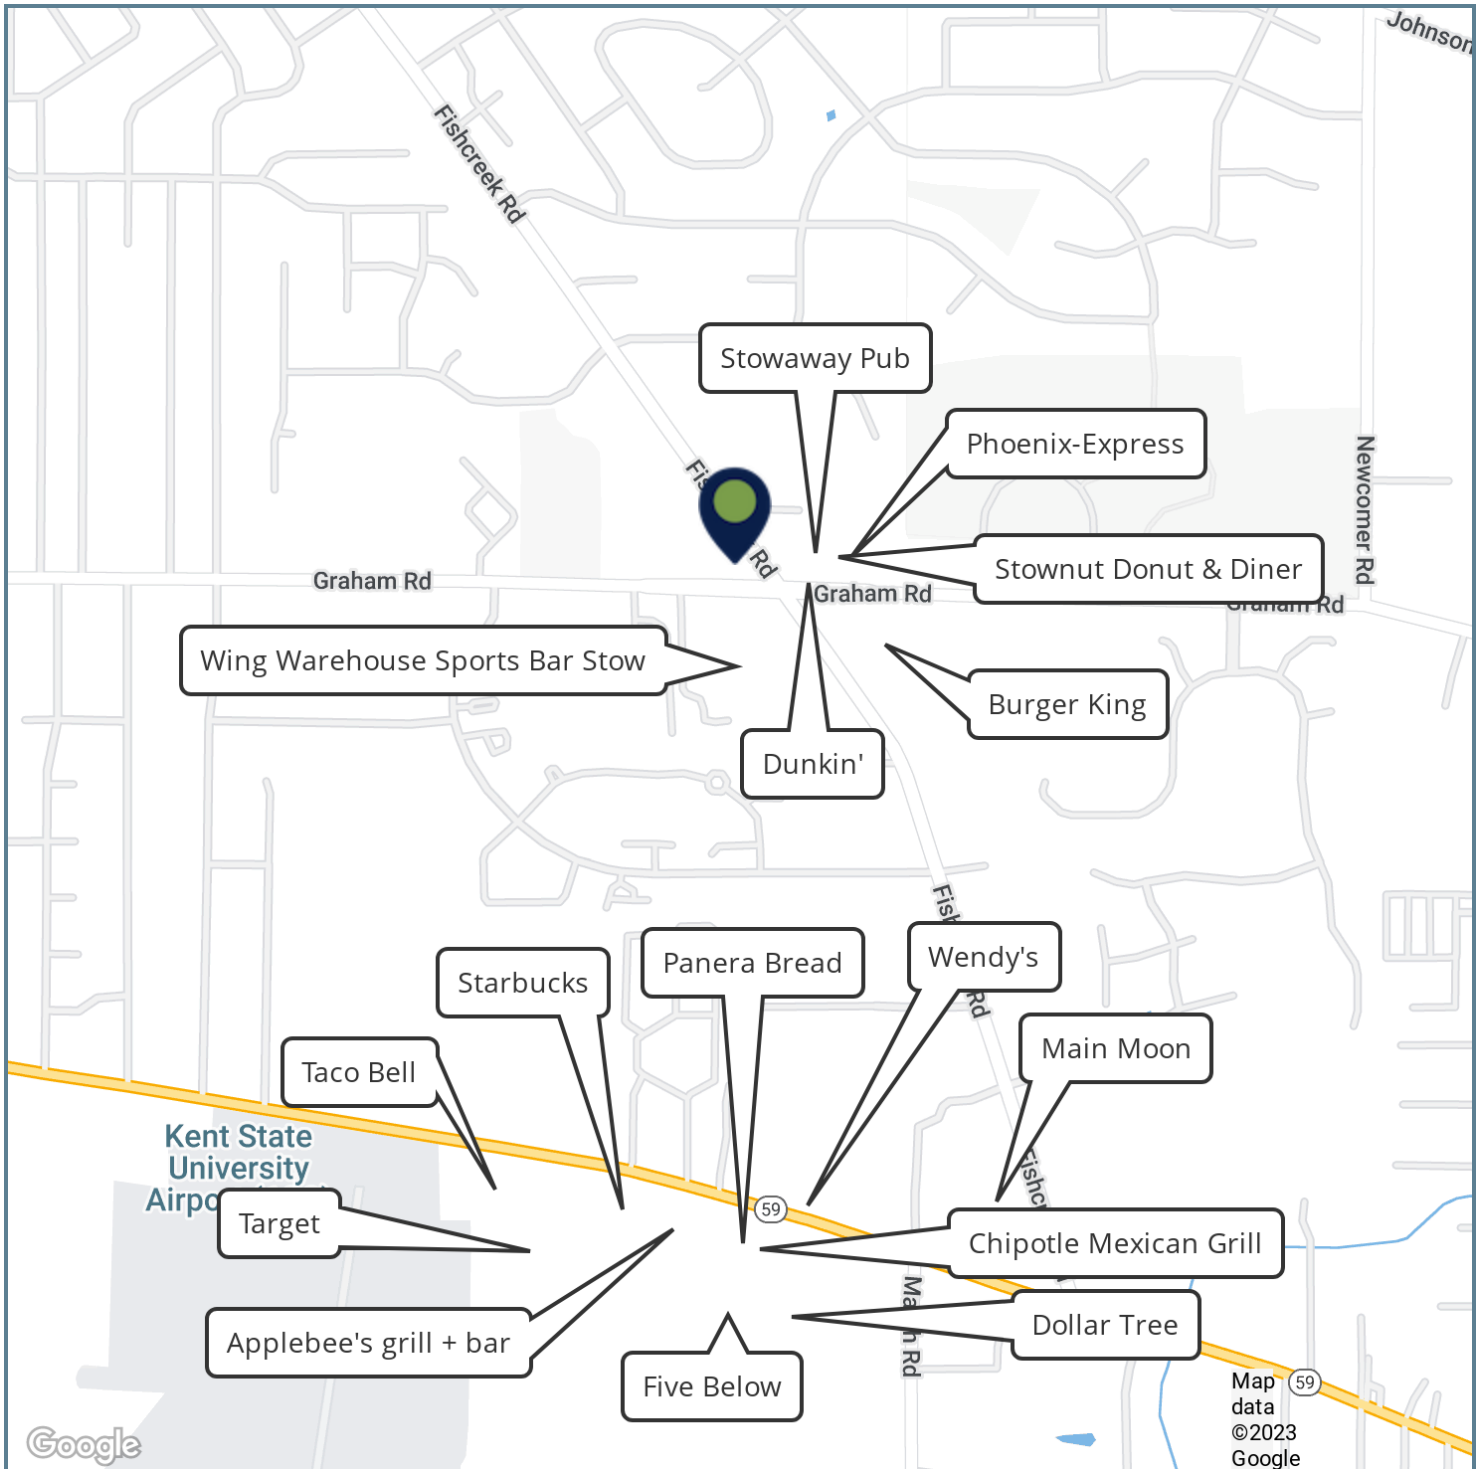 Johnson
Fishcreek Rd
Stowaway Pub
Phoenix-Express
Newcomer Rd
Rd
Stownut Donut & Diner
Graham Rd
Graham Rd
Graham Rd
Wing Warehouse Sports Bar Stow
Burger King
Dunkin'
Panera Bread
Wendy's
Starbucks
Rd
Main Moon
Taco Bell
Kent State
University
Target
59
Chipotle Mexican Grill
Applebee's grill + bar
Dollar Tree
Rd
Five Below
59
Map
data
©2023
Google
Google